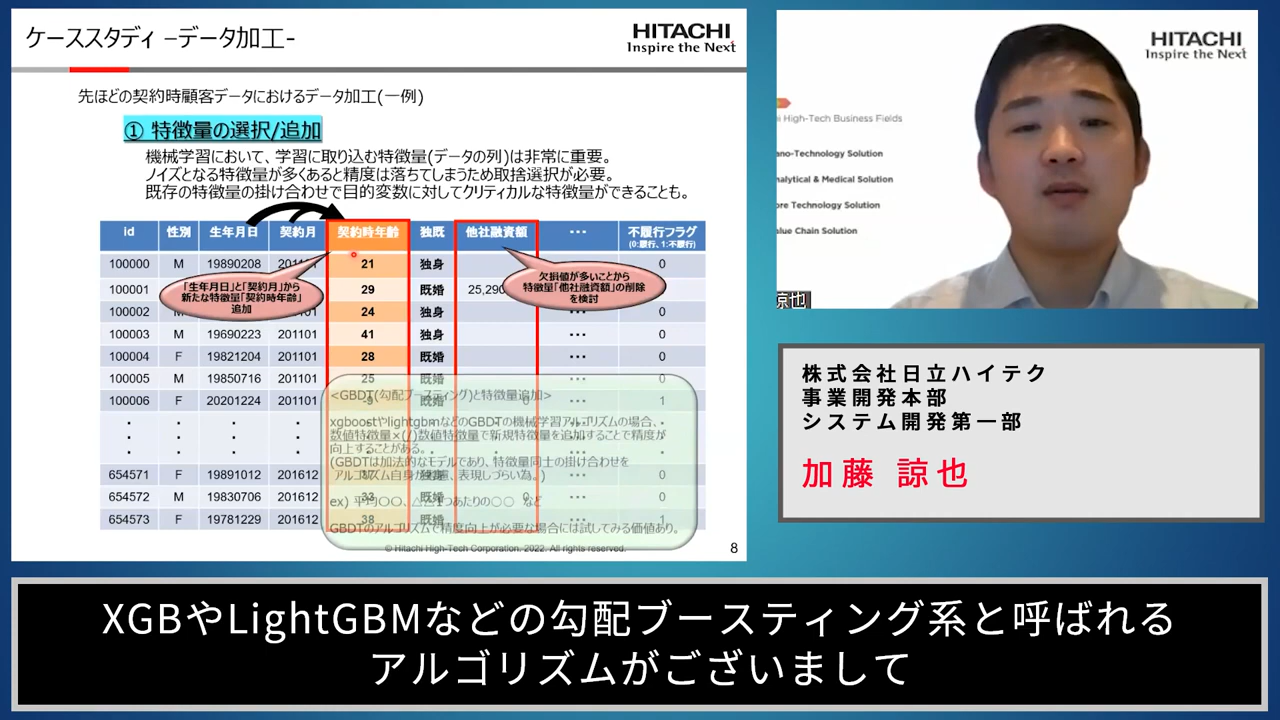 ケーススタディ –データ加工-
HITACHI
Inspire the Next
先ほどの契約時顧客データにおけるデータ加工(一例)
① 特徴量の選択/追加
機械学習において、学習に取り込む特徴量(データの列)は非常に重要。
ノイズとなる特徴量が多くあると精度は落ちてしまうため取捨選択が必要。
既存の特徴量の掛け合わせで目的変数に対してクリティカルな特徴量ができることも。
id 性別 生年月日 契約月 契約時年齢 独既 他社融資額 ・・・ 不履行フラグ
(0:履行、1:不履行)
100000 M 19890208 201101 21 独身 0
100001 29 既婚 25,290
100002 24 独身 ・・・ 0
100003 M 19690223 201101 41 独身 ・・・ 0
100004 F 19821204 201101 28 既婚 ・・・ 0
100005 M 19850716 201101 25 既婚 ・・・ 0
100006 F 20201224 201101 -9 既婚 1
654571 F 19891012 201612 独身 0
654572 M 19830706 201612 33 既婚 0 0
654573 F 19781229 201612 38 既婚 ・・・ 1
「生年月日」と「契約月」から
新たな特徴量「契約時年齢」
追加
欠損値が多いことから
特徴量「他社融資額」の削除
を検討
<GBDT(勾配ブースティング)と特徴量追加>
xgboostやlightgbmなどのGBDTの機械学習アルゴリズムの場合、
数値特徴量×(/)数値特徴量で新規特徴量を追加することで精度が
向上することがある。
(GBDTは加法的なモデルであり、特徴量同士の掛け合わせを
アルゴリズム自身が、表現しづらい為。)
ex) 平均〇〇、△△1つあたりの〇〇 など
GBDTのアルゴリズムで精度向上が必要な場合には試してみる価値あり。
© Hitachi High-Tech Corporation. 2022. All rights reserved.
8
HITACHI
Inspire the Next
hi High-Tech Business Fields
ano-Technology Solution
nalytical & Medical Solution
ore Technology Solution
alue Chain Solution
諒也
株式会社日立ハイテク
事業開発本部
システム開発第一部
加藤 諒也
XGBやLightGBMなどの勾配ブースティング系と呼ばれる
アルゴリズムがございまして